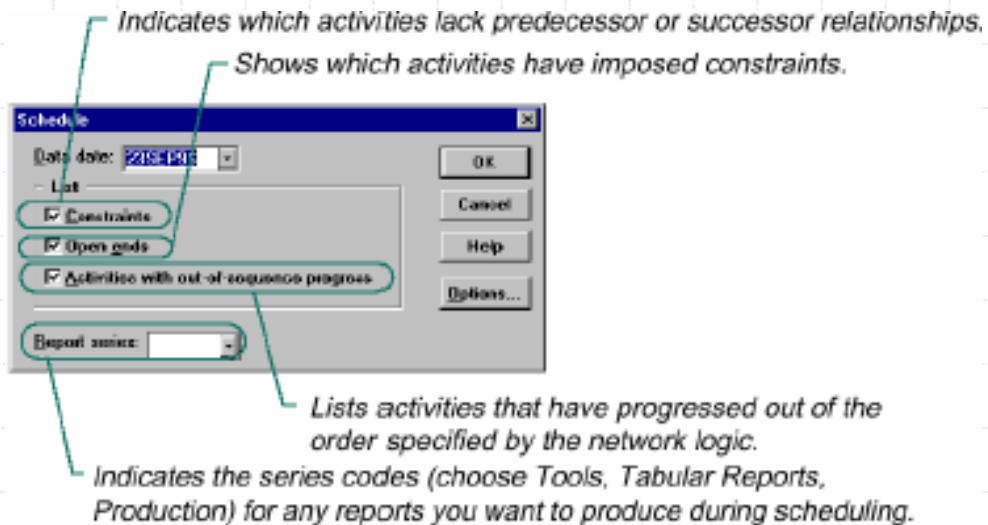 Indicates which activities lack predecessor or successor relationships.
Shows which activities have imposed constraints.
Schedule
Data date:
OK
List
Cancel
Constraints
Open ends
Help
Activities with out-of-sequence progress
Options...
Report series:
Lists activities that have progressed out of the
order specified by the network logic.
Indicates the series codes (choose Tools, Tabular Reports,
Production) for any reports you want to produce during scheduling.